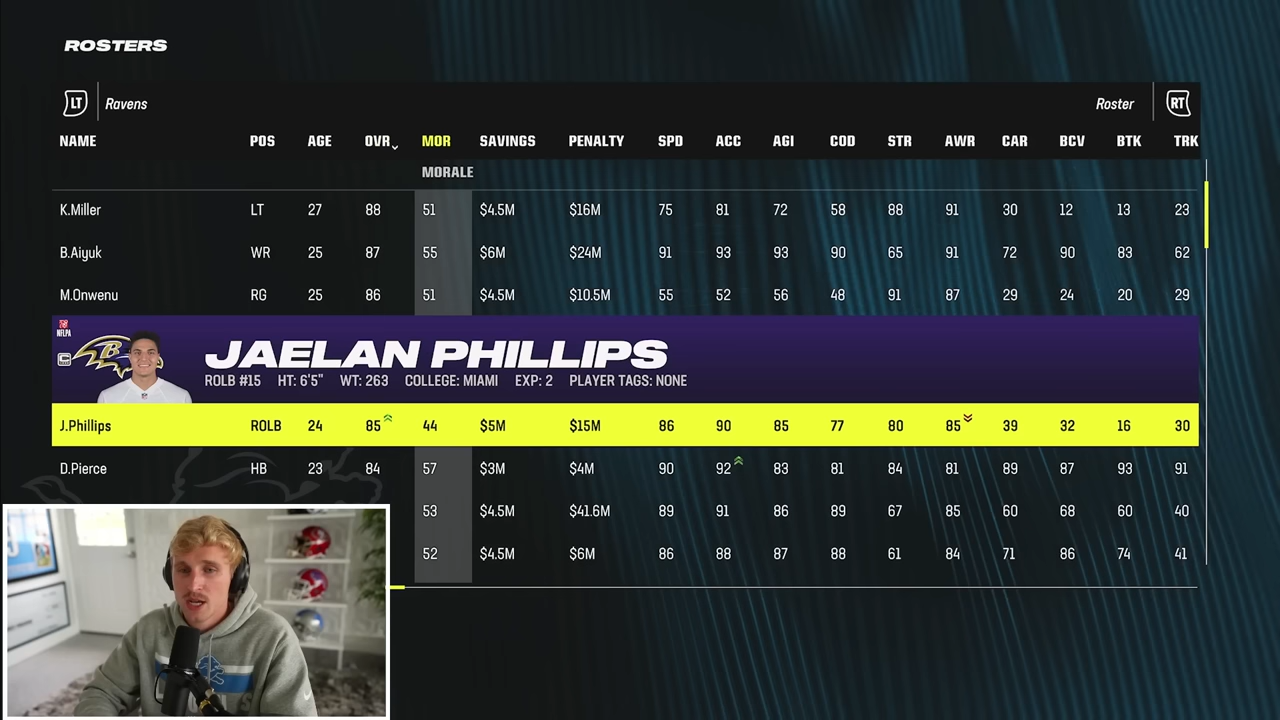 ROSTERS
LT Ravens Roster RT
NAME POS AGE OVR MOR SAVINGS PENALTY SPD ACC AGI COD STR AWR CAR BCV BTK TRK
MORALE
K.Miller LT 27 88 51 $4.5M $16M 75 81 72 58 88 91 30 12 13 23
B.Aiyuk WR 25 87 55 $6M $24M 91 93 93 90 65 91 72 90 83 62
M.Onwenu RG 25 86 51 $4.5M $10.5M 55 52 56 48 91 87 29 24 20 29
NFLPA
B
JAELAN PHILLIPS
ROLB #15 HT: 6'5" WT: 263 COLLEGE: MIAMI EXP: 2 PLAYER TAGS: NONE
J.Phillips ROLB 24 85 44 $5M $15M 86 90 85 77 80 85 39 32 16 30
D.Pierce HB 23 84 57 $3M $4M 90 92 83 81 84 81 89 87 93 91
53 $4.5M $41.6M 89 91 86 89 67 85 60 68 60 40
52 $4.5M $6M 86 88 87 88 61 84 71 86 74 41